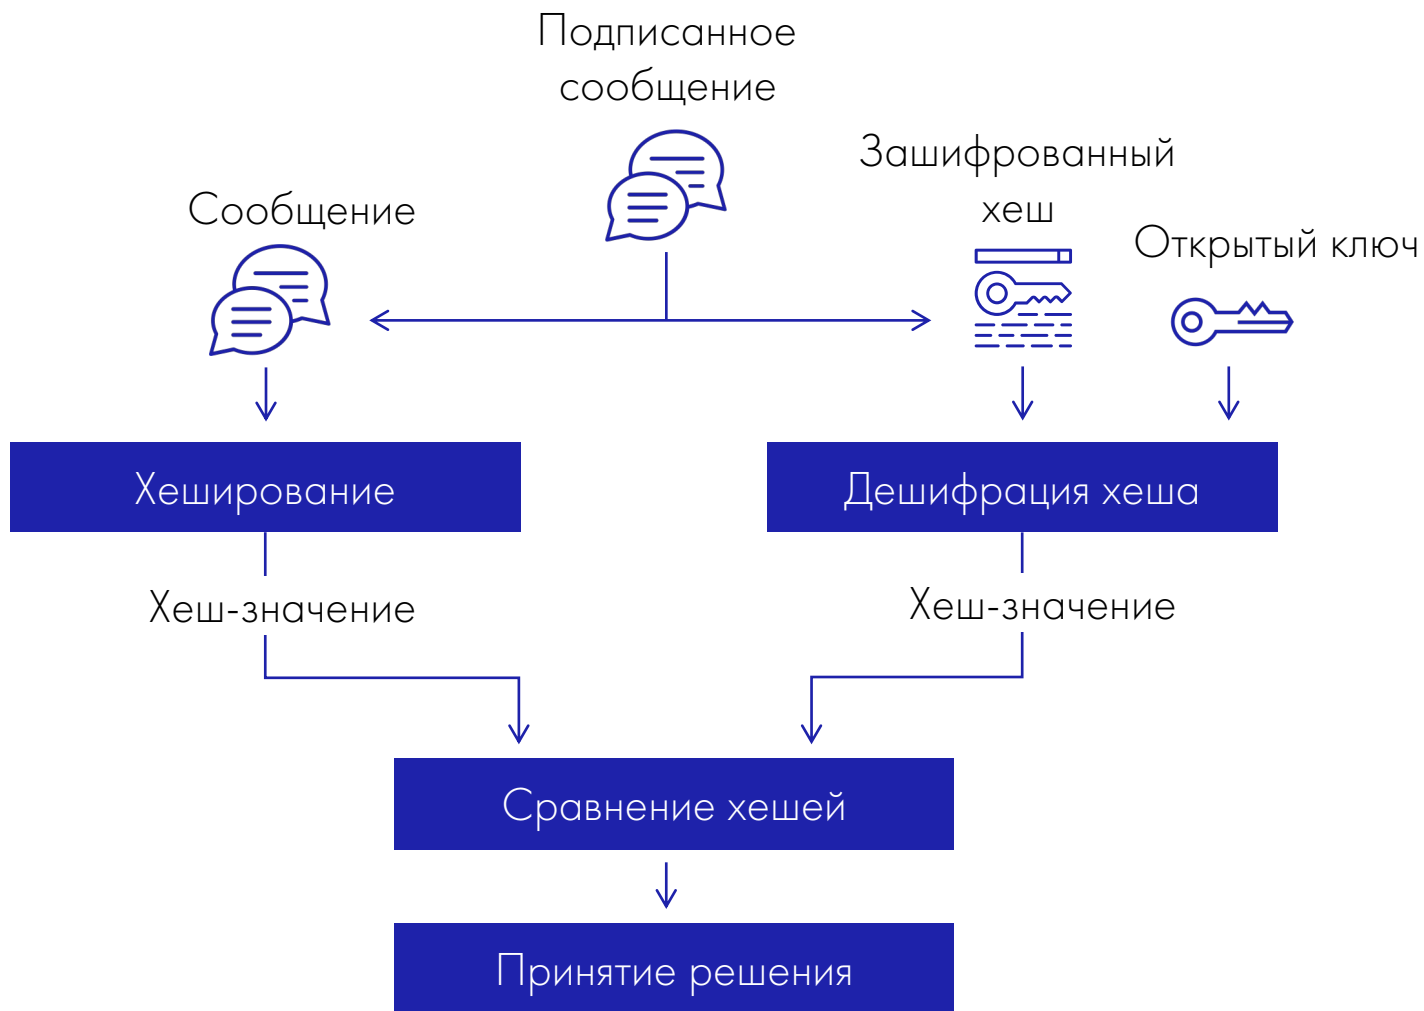 Подписанное
сообщение
Зашифрованный
хеш
Сообщение
Открытый ключ
Хеширование
Дешифрация хеша
Хеш-значение
Хеш-значение
Сравнение хешей
Принятие решения